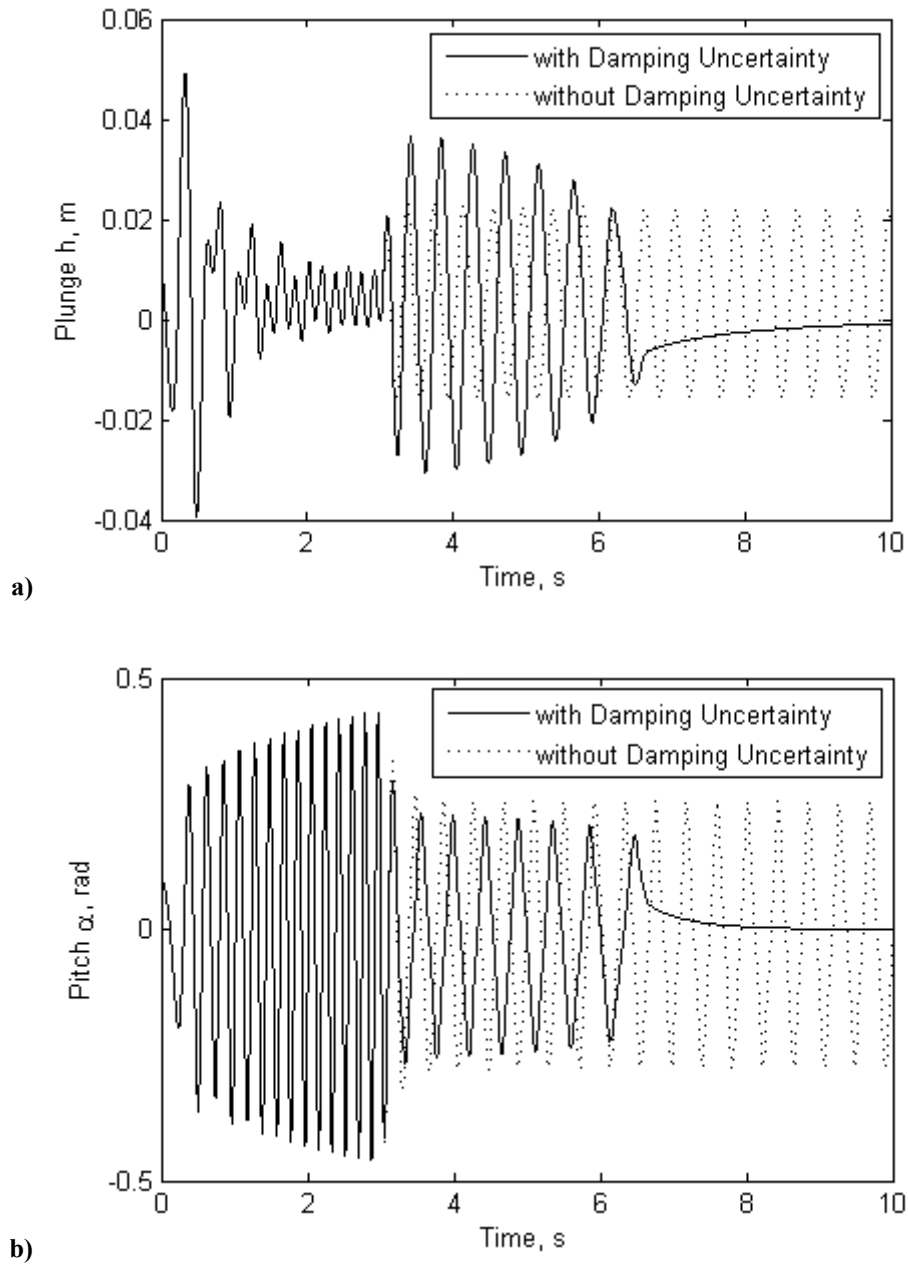 0.06
0.04
0.02
0
-0.02
-0.04
Plunge h, m
with Damping Uncertainty
without Damping Uncertainty
0 2 4 6 8 10
Time, s
a)
0.5
0
-0.5
Pitch α, rad
with Damping Uncertainty
without Damping Uncertainty
0 2 4 6 8 10
Time, s
b)